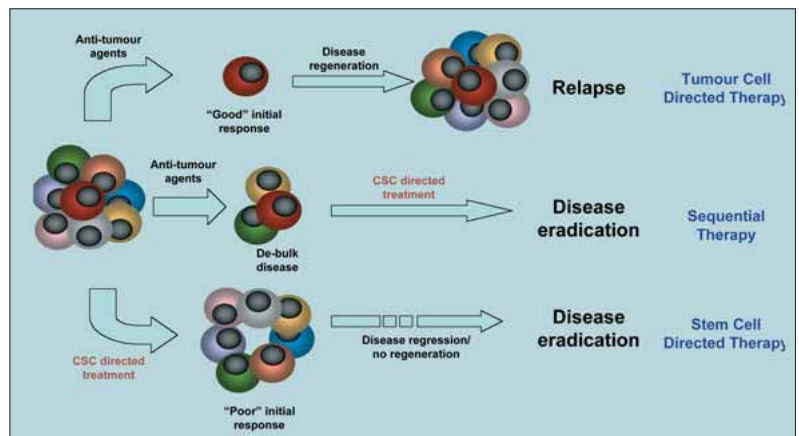 Anti-tumour
agents
"Good" initial
response
Disease
regeneration
Relapse
Tumour Cell
Directed Therapy
Anti-tumour
agents
De-bulk
disease
CSC directed
treatment
Disease
eradication
Sequential
Therapy
CSC directed
treatment
"Poor" initial
response
Disease regression/
no regeneration
Disease
eradication
Stem Cell
Directed Therapy